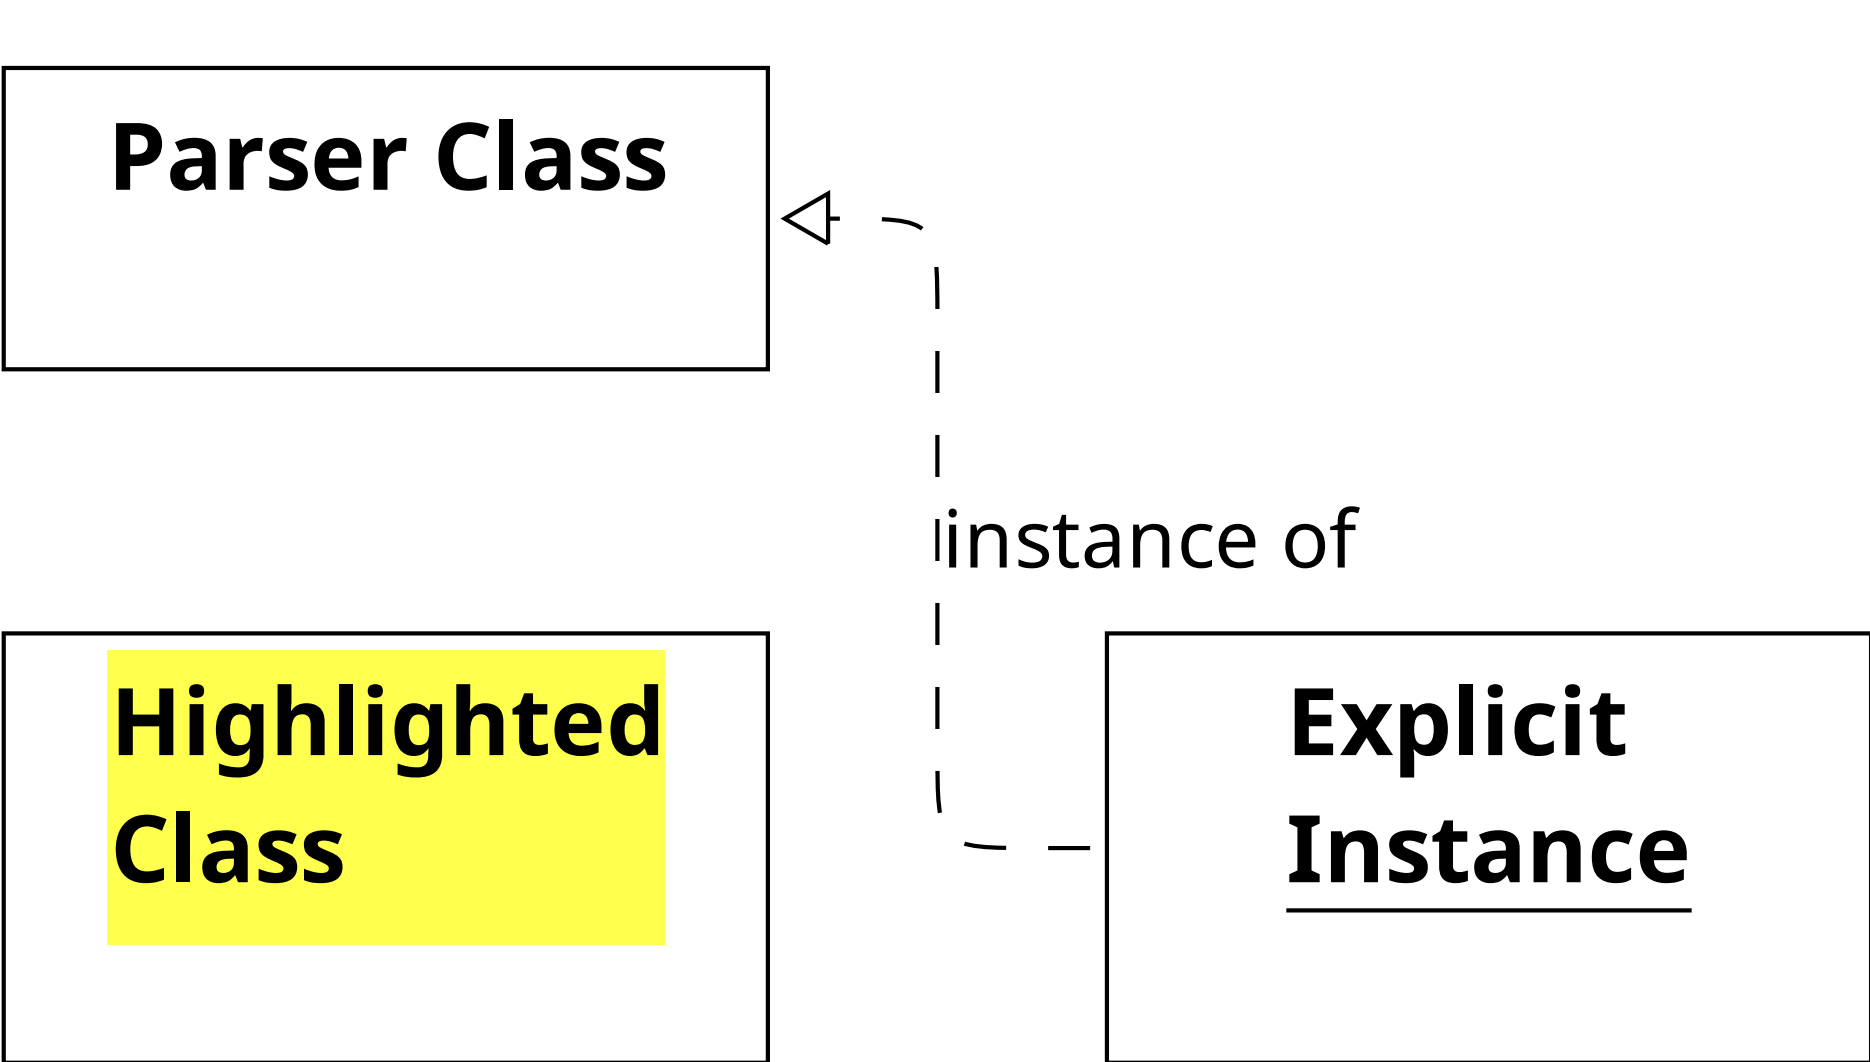 Parser Class
instance of
Highlighted
Class
Explicit
Instance